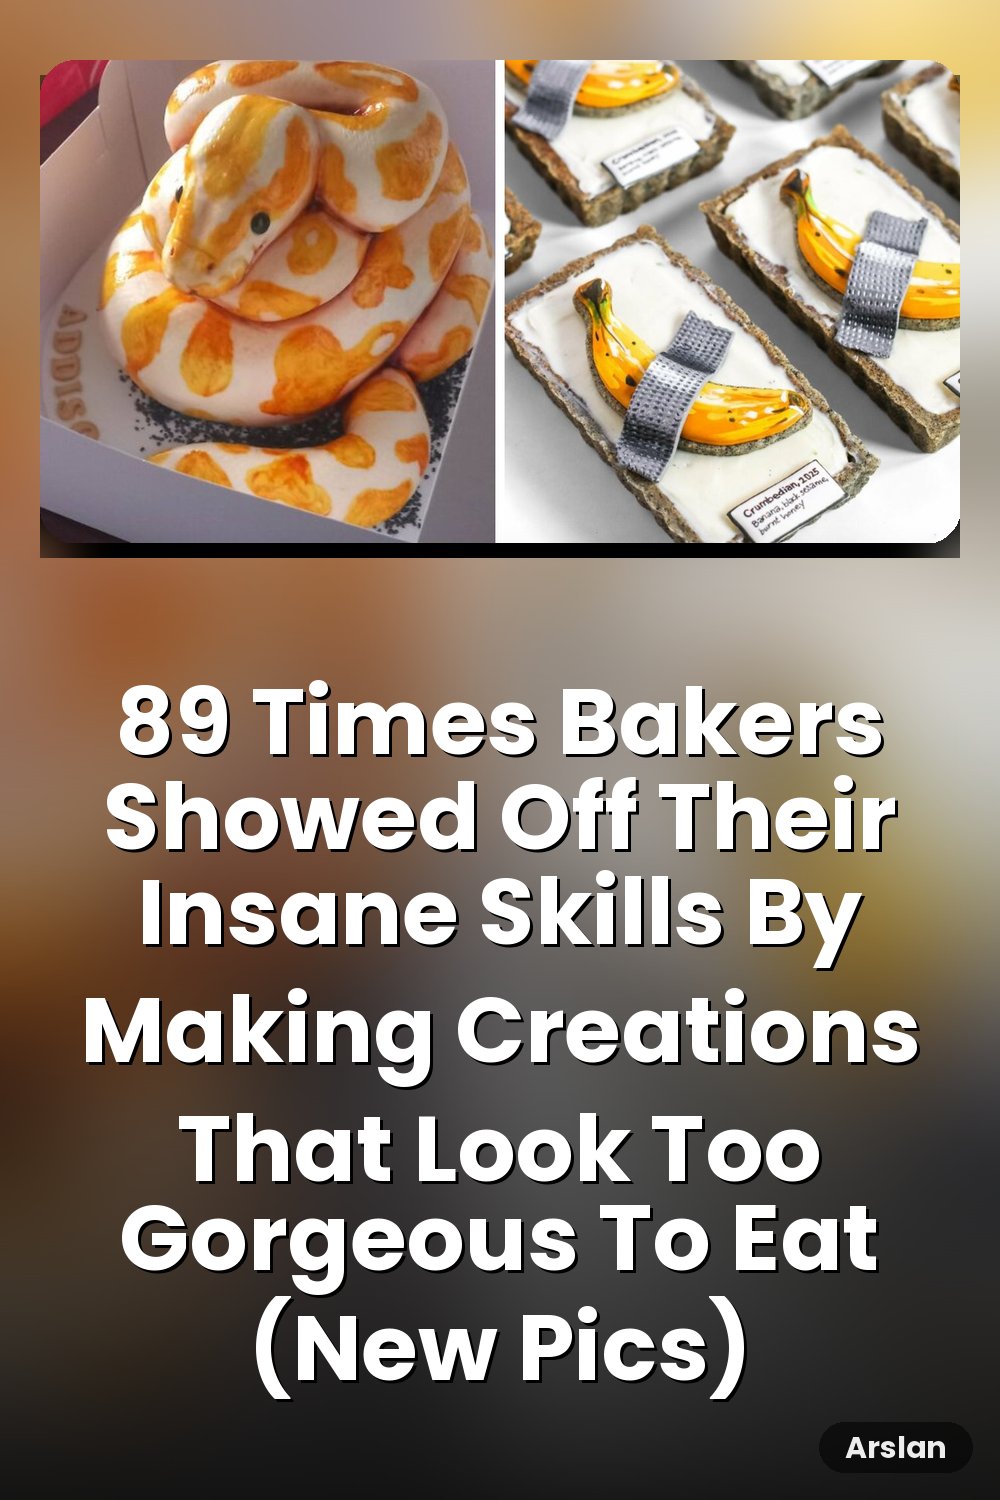 ADDISO
Crumbedian, 2025
Banana, black sesame,
burnt honey
89 Times Bakers
Showed Off Their
Insane Skills By
Making Creations
That Look Too
Gorgeous To Eat
(New Pics)
Arslan